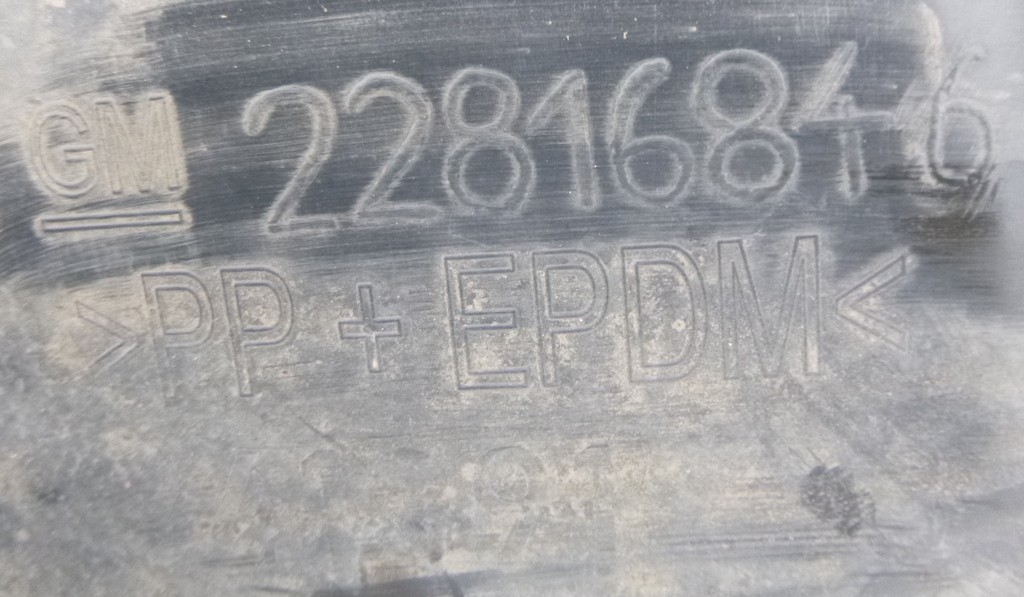 GM 22816846
>PP + EPDM<